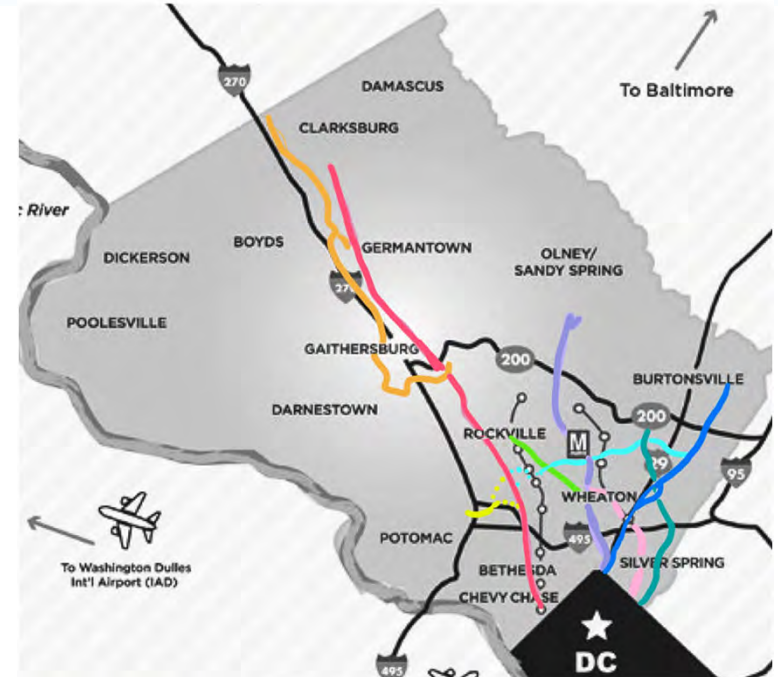 270
DAMASCUS
To Baltimore
CLARKSBURG
: River
BOYDS
GERMANTOWN
OLNEY/
SANDY SPRING
DICKERSON
270
POOLESVILLE
GAITHERSBURG
200
BURTONSVILLE
DARNESTOWN
200
ROCKVILLE
M
29
95
WHEATON
POTOMAC
495
To Washington Dulles
Int'l Airport (IAD)
BETHESDA
SILVER SPRING
CHEVY CHASE
495
DC